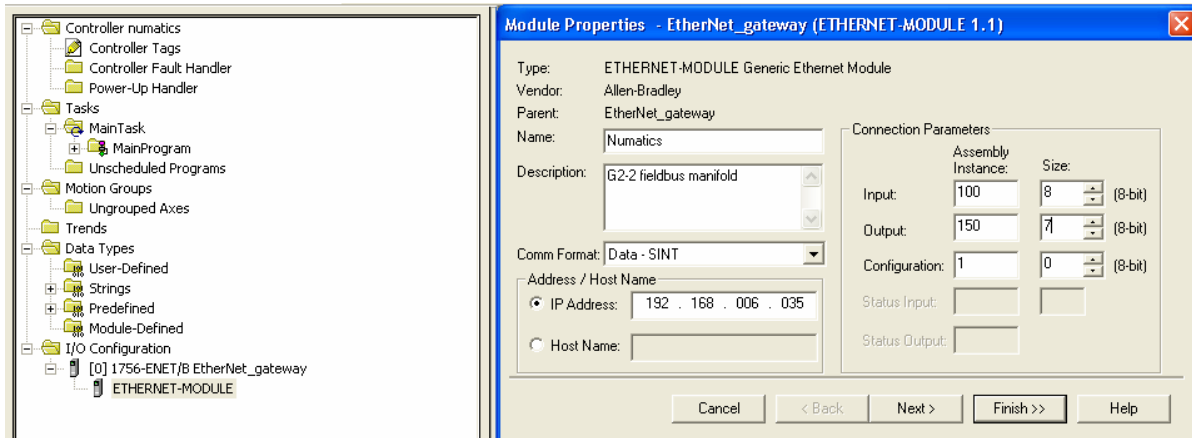 Controller numatics
Controller Tags
Controller Fault Handler
Power-Up Handler
Tasks
MainTask
MainProgram
Unscheduled Programs
Motion Groups
Ungrouped Axes
Trends
Data Types
User-Defined
Strings
Predefined
Module-Defined
I/O Configuration
[0] 1756-ENET/B EtherNet_gateway
ETHERNET-MODULE
Module Properties - EtherNet_gateway (ETHERNET-MODULE 1.1)
Type: ETHERNET-MODULE Generic Ethernet Module
Vendor: Allen-Bradley
Parent: EtherNet_gateway
Name: Numatics
Description: G2-2 fieldbus manifold
Comm Format: Data - SINT
Address / Host Name
IP Address: 192 . 168 . 006 . 035
Host Name:
Connection Parameters
Assembly
Instance: Size:
Input: 100 8 (8-bit)
Output: 150 7 (8-bit)
Configuration: 1 0 (8-bit)
Status Input:
Status Output:
Cancel < Back Next > Finish >> Help